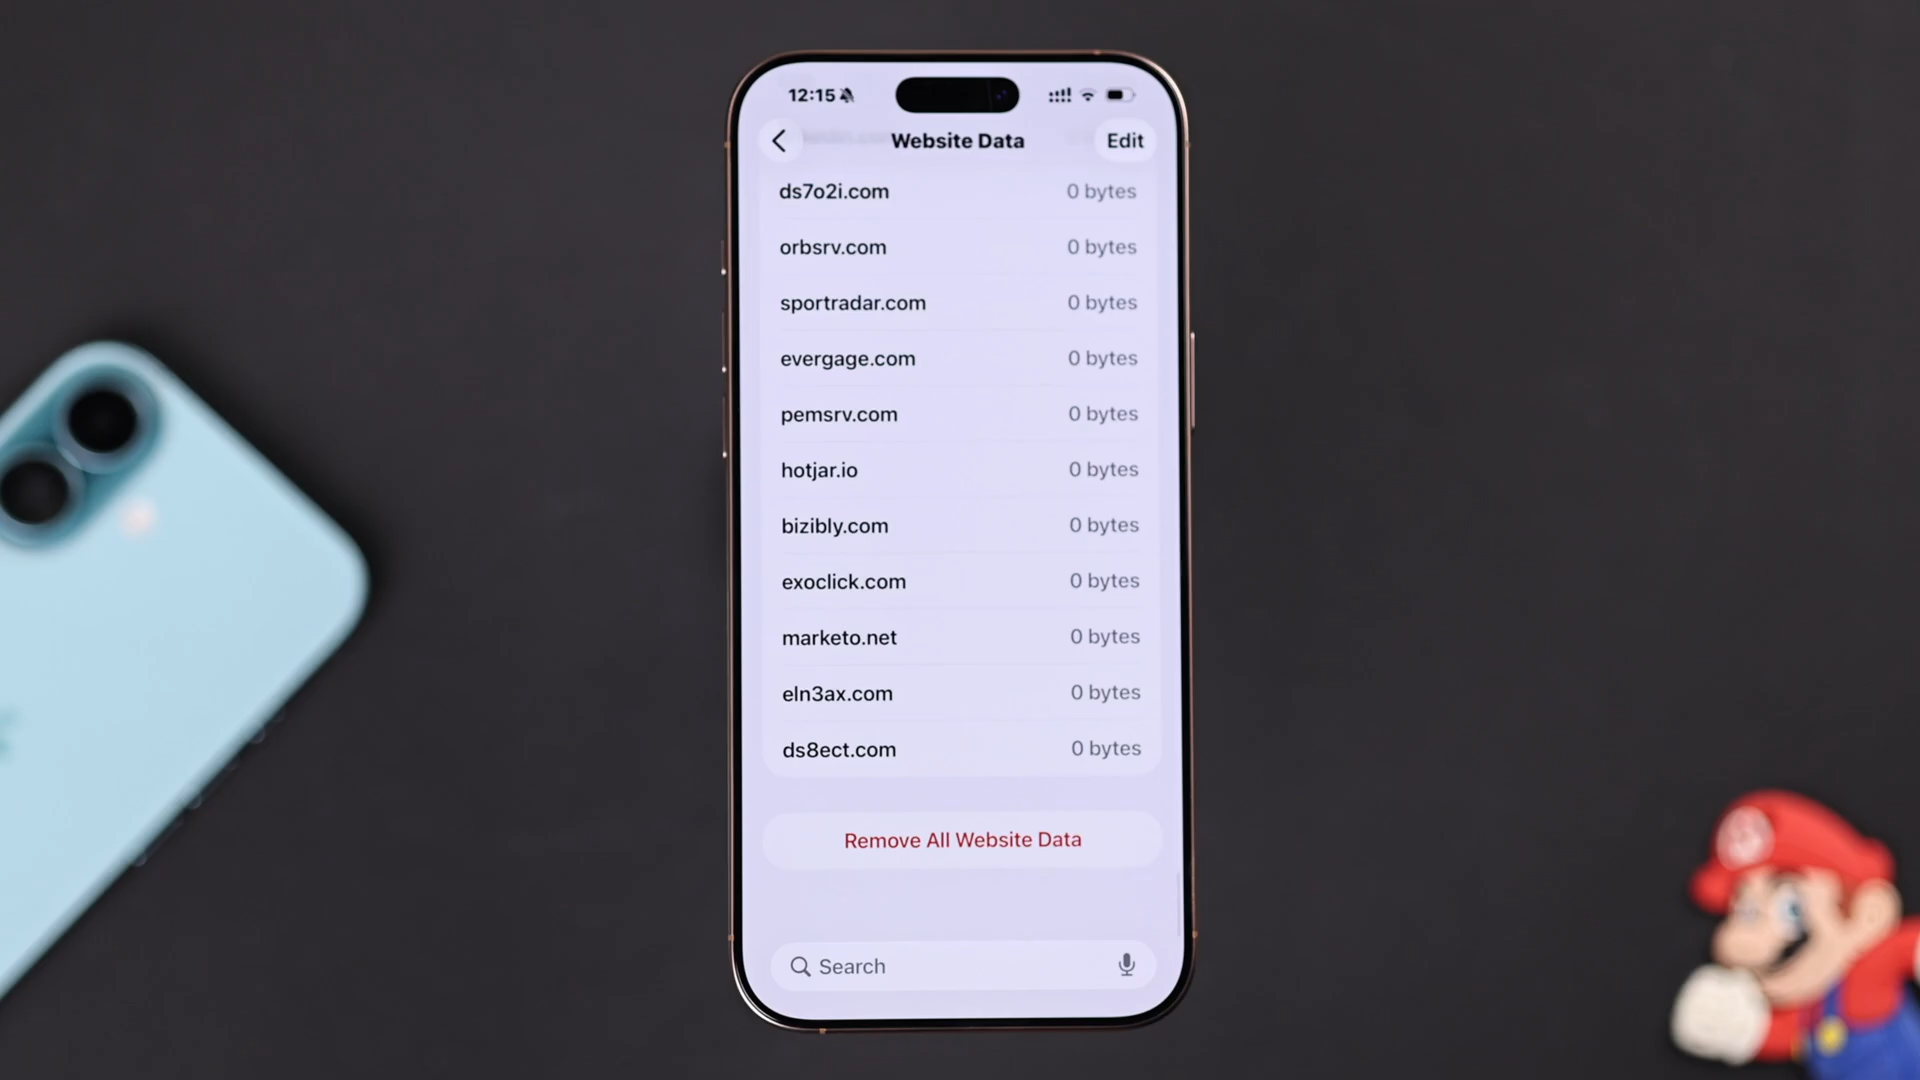 12:15
Website Data
Edit
ds7o2i.com 0 bytes
orbsrv.com 0 bytes
sportradar.com 0 bytes
evergage.com 0 bytes
pemsrv.com 0 bytes
hotjar.io 0 bytes
bizibly.com 0 bytes
exoclick.com 0 bytes
marketo.net 0 bytes
eln3ax.com 0 bytes
ds8ect.com 0 bytes
Remove All Website Data
Search